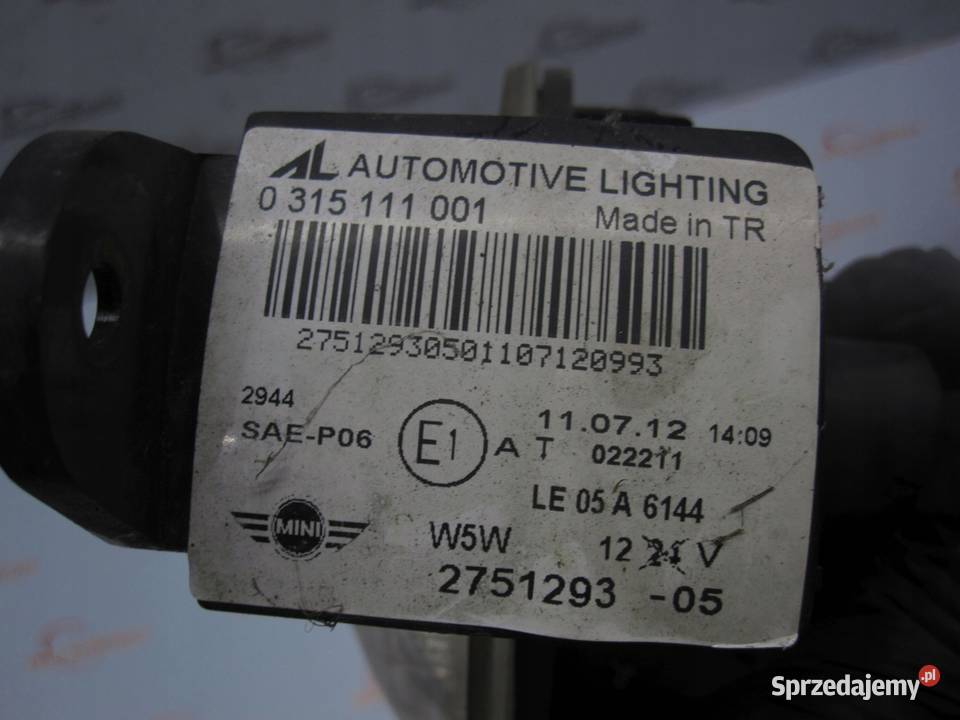 AL AUTOMOTIVE LIGHTING
0 315 111 001 Made in TR
27512930501107120993
2944
SAE-P06 E1 A T 11.07.12 14:09
022211
LE 05 A 6144
MINI W5W 12 24 V
2751293 -05
Sprzedajemy.pl